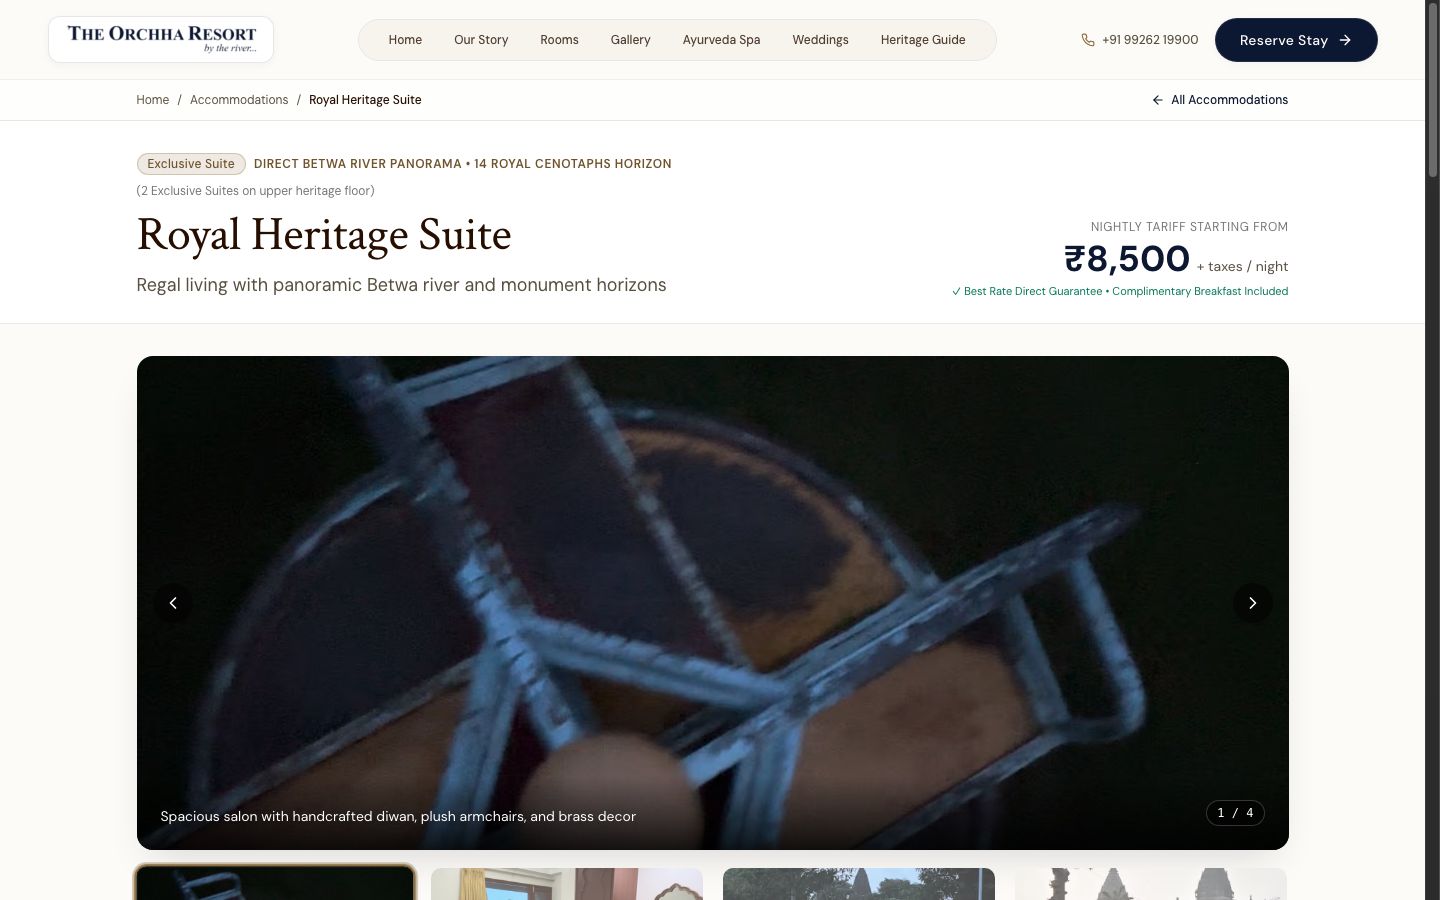 THE ORCHHA RESORT
by the river...
Home
Our Story
Rooms
Gallery
Ayurveda Spa
Weddings
Heritage Guide
+91 99262 19900
Reserve Stay →
Home / Accommodations / Royal Heritage Suite
← All Accommodations
Exclusive Suite
DIRECT BETWA RIVER PANORAMA • 14 ROYAL CENOTAPHS HORIZON
(2 Exclusive Suites on upper heritage floor)
Royal Heritage Suite
Regal living with panoramic Betwa river and monument horizons
NIGHTLY TARIFF STARTING FROM
₹8,500 + taxes / night
✓ Best Rate Direct Guarantee • Complimentary Breakfast Included
Spacious salon with handcrafted diwan, plush armchairs, and brass decor
1 / 4